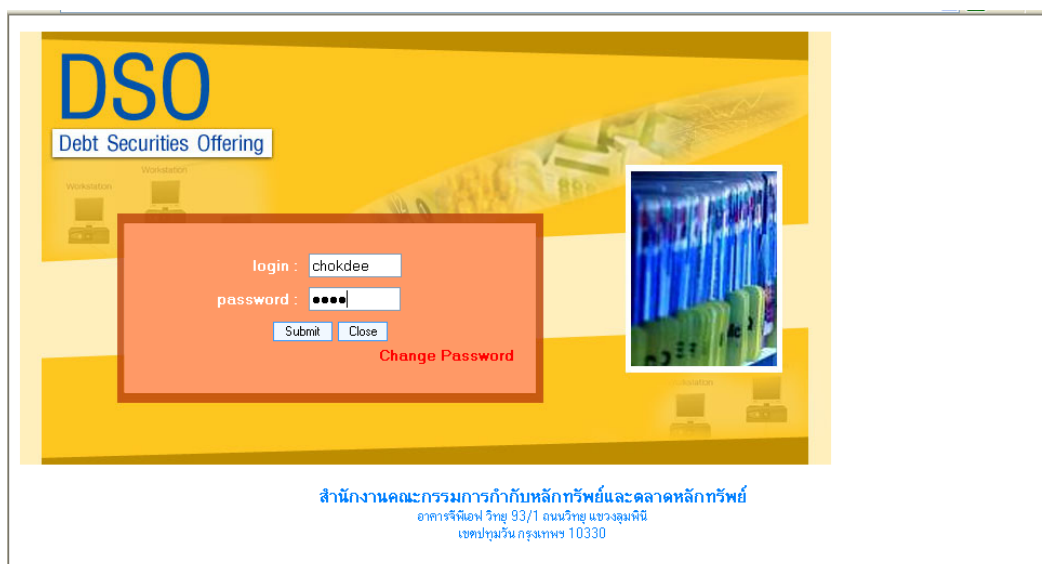 DSO
Debt Securities Offering
Workstation
Workstation
login :
chokdee
password :
••••
Submit
Close
Change Password
สำนักงานคณะกรรมการกำกับหลักทรัพย์และตลาดหลักทรัพย์
อาคารจีพีเอฟ วิทยุ 93/1 ถนนวิทยุ แขวงลุมพินี
เขตปทุมวัน กรุงเทพฯ 10330